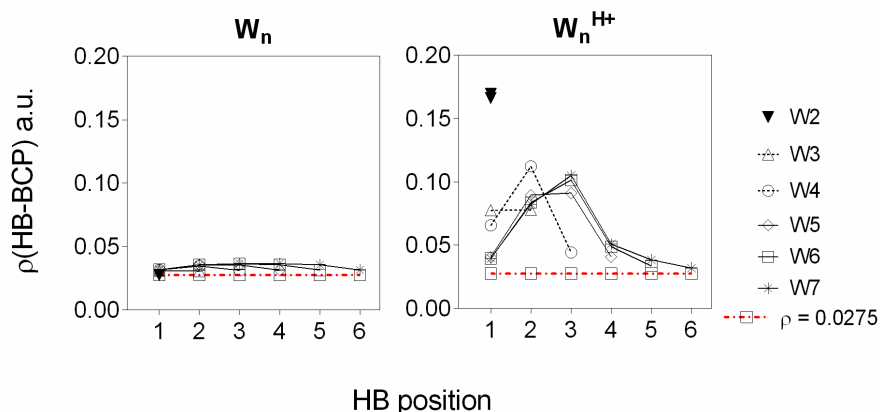 Wn
WnH+
ρ(HB-BCP) a.u.
0.20
0.15
0.10
0.05
0.00
1 2 3 4 5 6
0.20
0.15
0.10
0.05
0.00
1 2 3 4 5 6
W2
W3
W4
W5
W6
W7
ρ = 0.0275
HB position